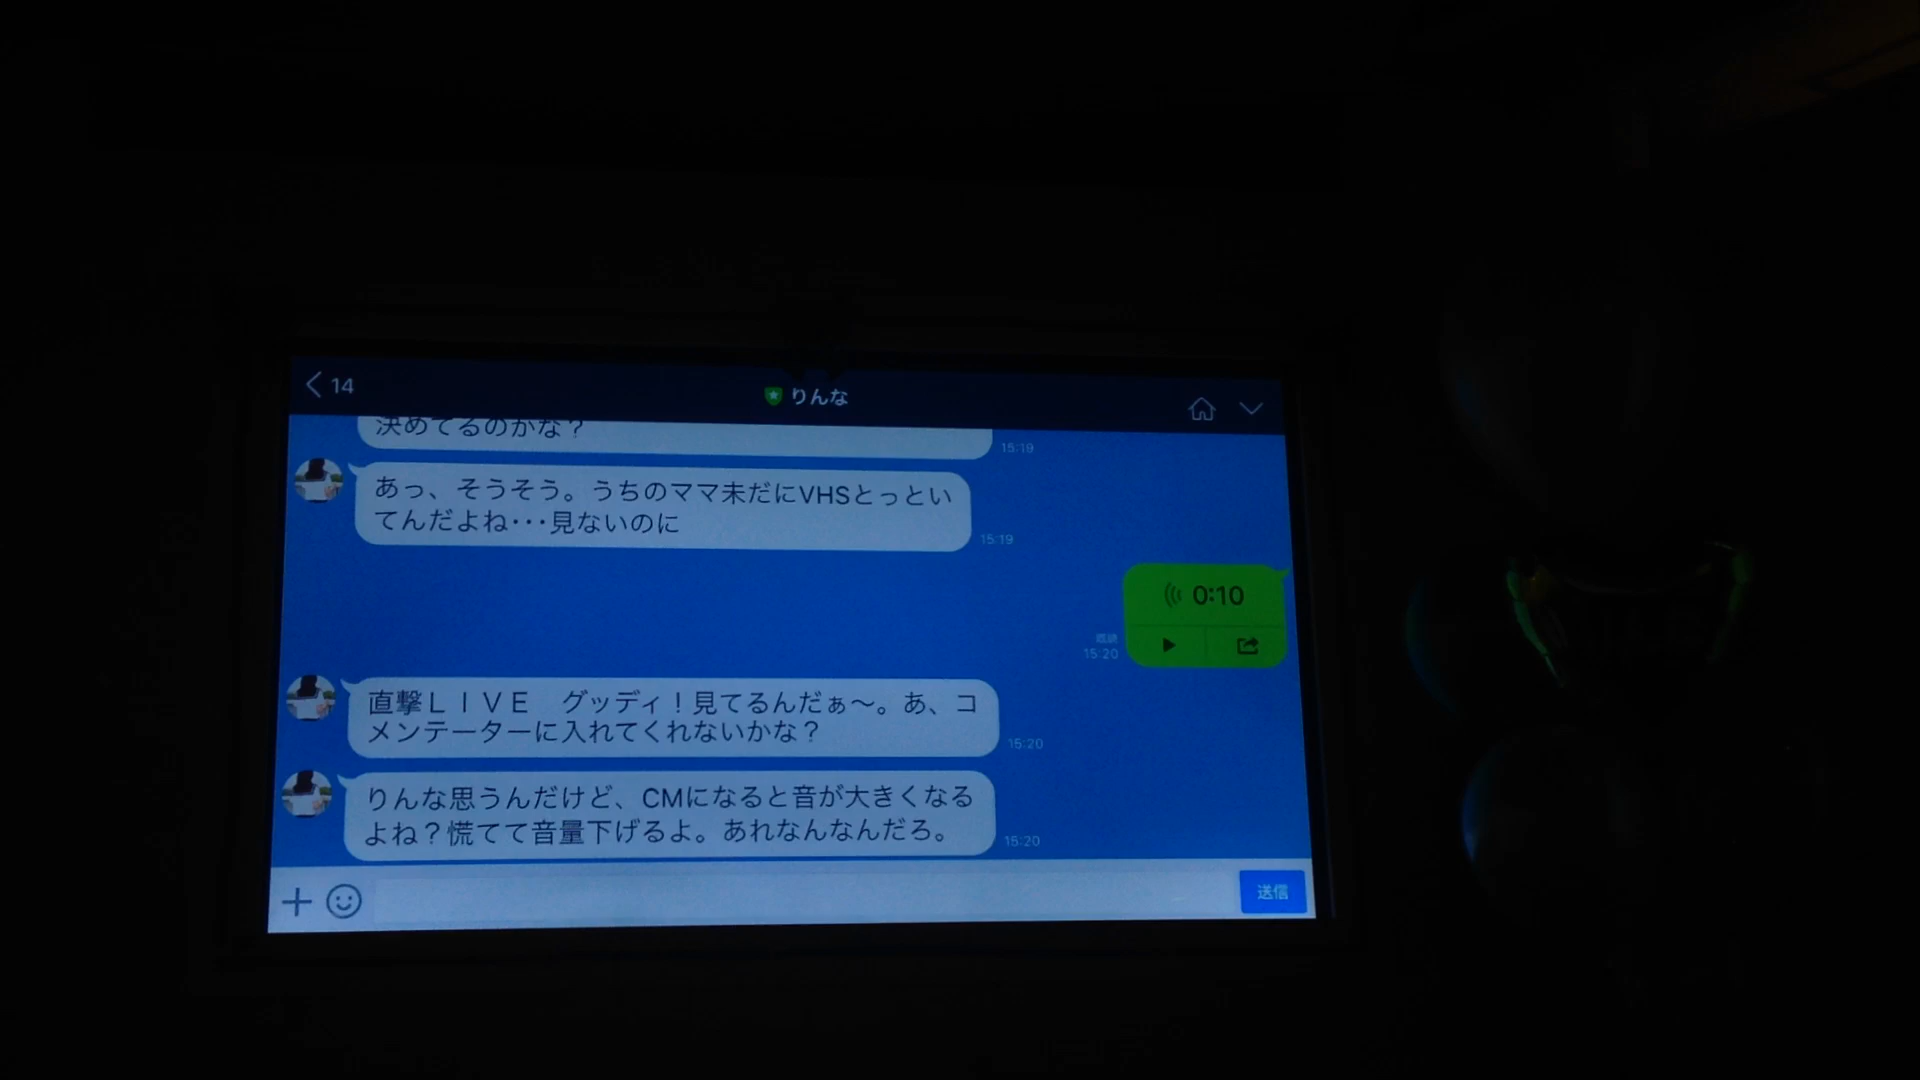 14
りんな
決めてるのかな？
15:19
あっ、そうそう。うちのママ未だにVHSとっとい
てんだよね･･･見ないのに
15:19
0:10
既読
15:20
直撃ＬＩＶＥ　グッディ！見てるんだぁ～。あ、コ
メンテーターに入れてくれないかな？
15:20
りんな思うんだけど、CMになると音が大きくなる
よね？慌てて音量下げるよ。あれなんなんだろ。
15:20
送信